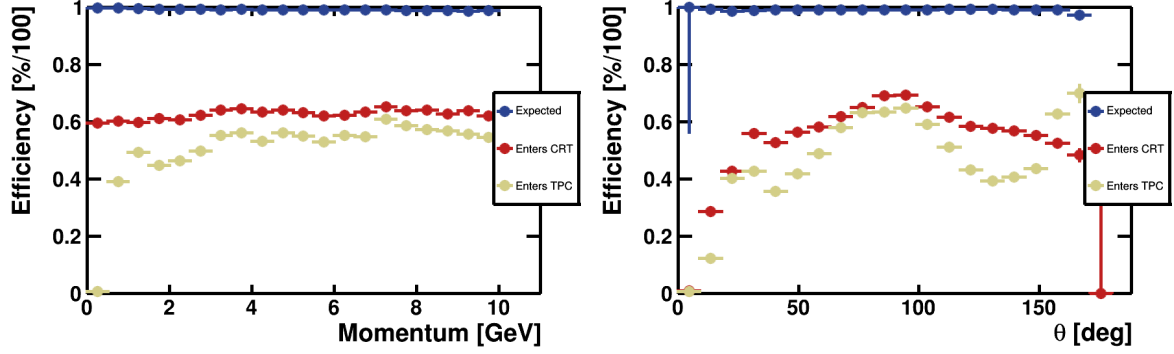 Efficiency [%/100]
1
0.8
0.6
0.4
0.2
0
0 2 4 6 8 10
Momentum [GeV]
Expected
Enters CRT
Enters TPC
Efficiency [%/100]
1
0.8
0.6
0.4
0.2
0
0 50 100 150
θ [deg]
Expected
Enters CRT
Enters TPC